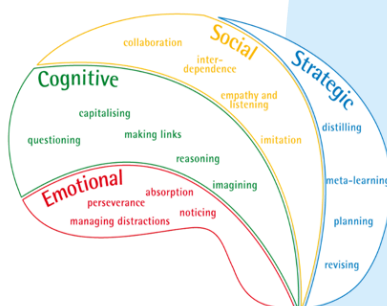 Social
collaboration
inter-
dependence
empathy and
listening
imitation
Cognitive
capitalising
making links
questioning
reasoning
imagining
Emotional
absorption
perseverance
noticing
managing distractions
Strategic
distilling
meta-learning
planning
revising